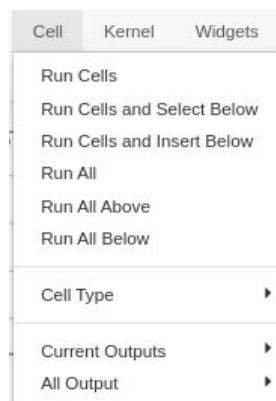 Cell Kernel Widgets
Run Cells
Run Cells and Select Below
Run Cells and Insert Below
Run All
Run All Above
Run All Below
Cell Type
Current Outputs
All Output